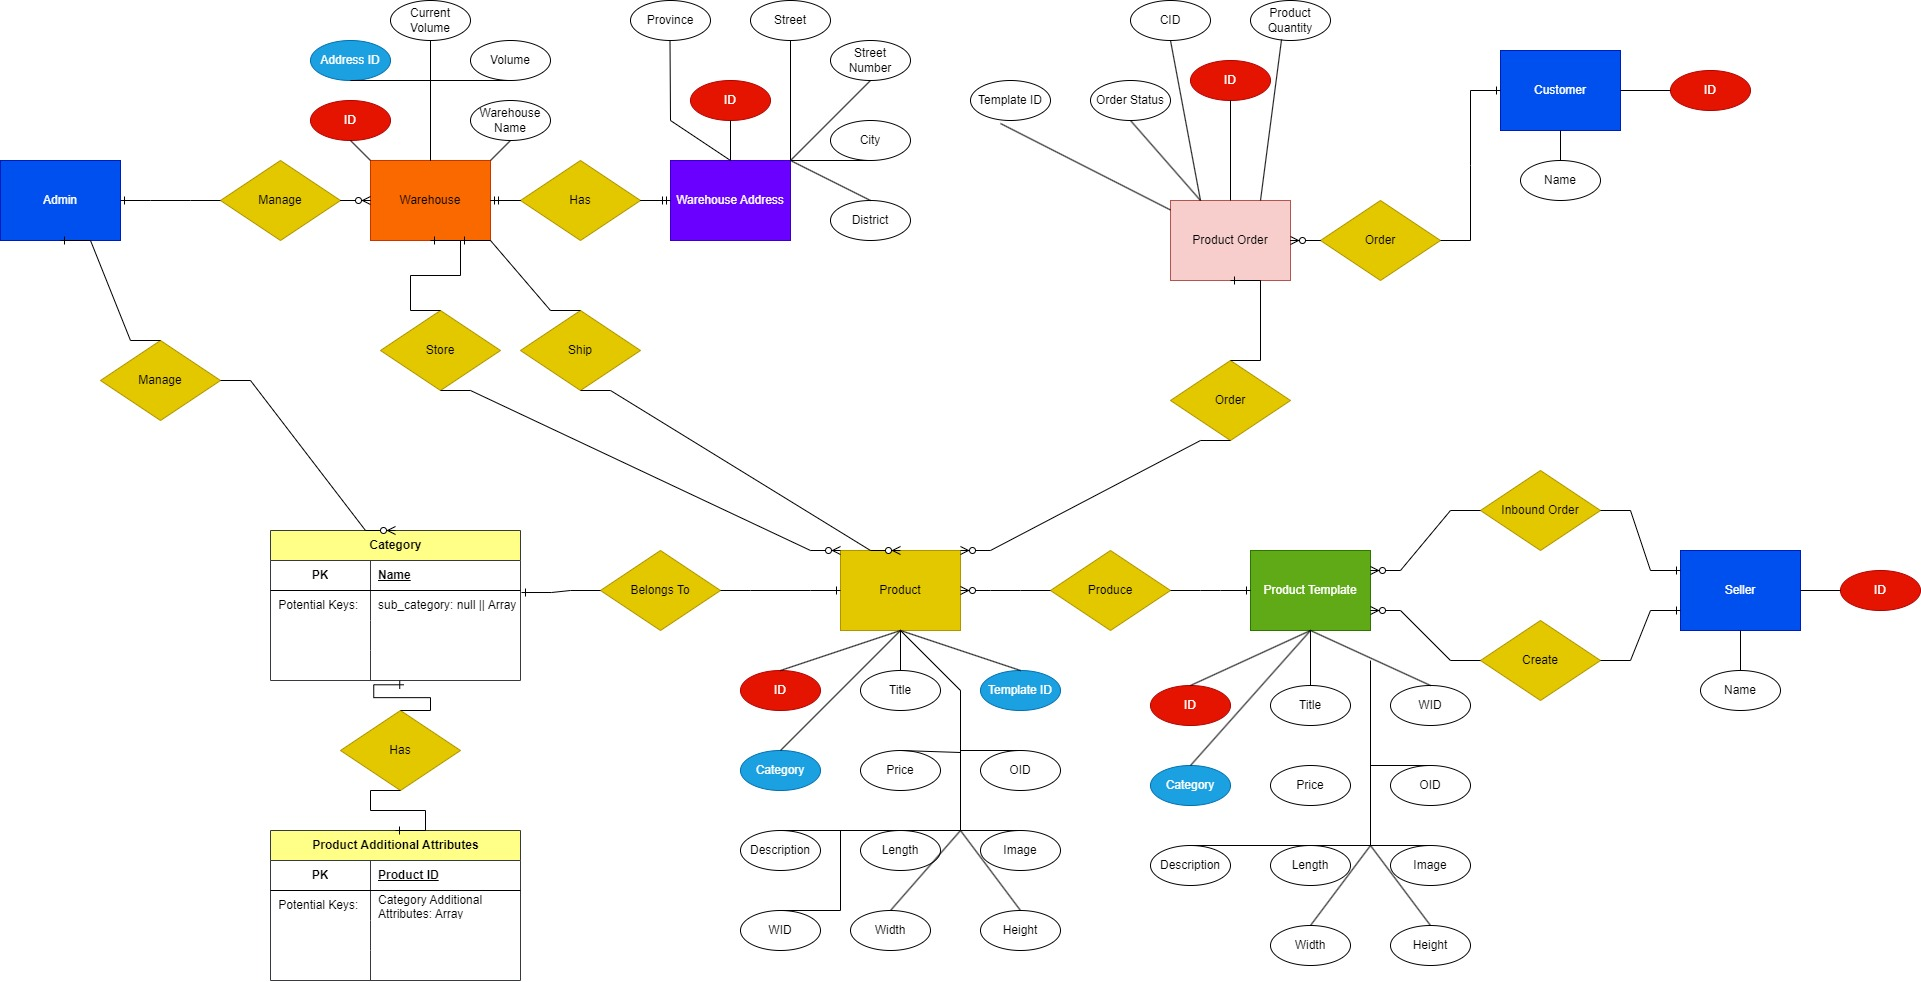 Current
Volume
Province
Street
CID
Product
Quantity
Address ID
Volume
Street
Number
ID
Customer
ID
ID
Template ID
Order Status
ID
Warehouse
Name
City
Name
Admin
Manage
Warehouse
Has
Warehouse Address
District
Product Order
Order
Store
Ship
Manage
Order
Inbound Order
Category
PK
Name
Potential Keys:
sub_category: null || Array
Belongs To
Product
Produce
Product Template
Seller
ID
Create
ID
Title
Template ID
ID
Title
WID
Name
Has
Category
Price
OID
Category
Price
OID
Product Additional Attributes
PK
Product ID
Potential Keys:
Category Additional
Attributes: Array
Description
Length
Image
Description
Length
Image
WID
Width
Height
Width
Height